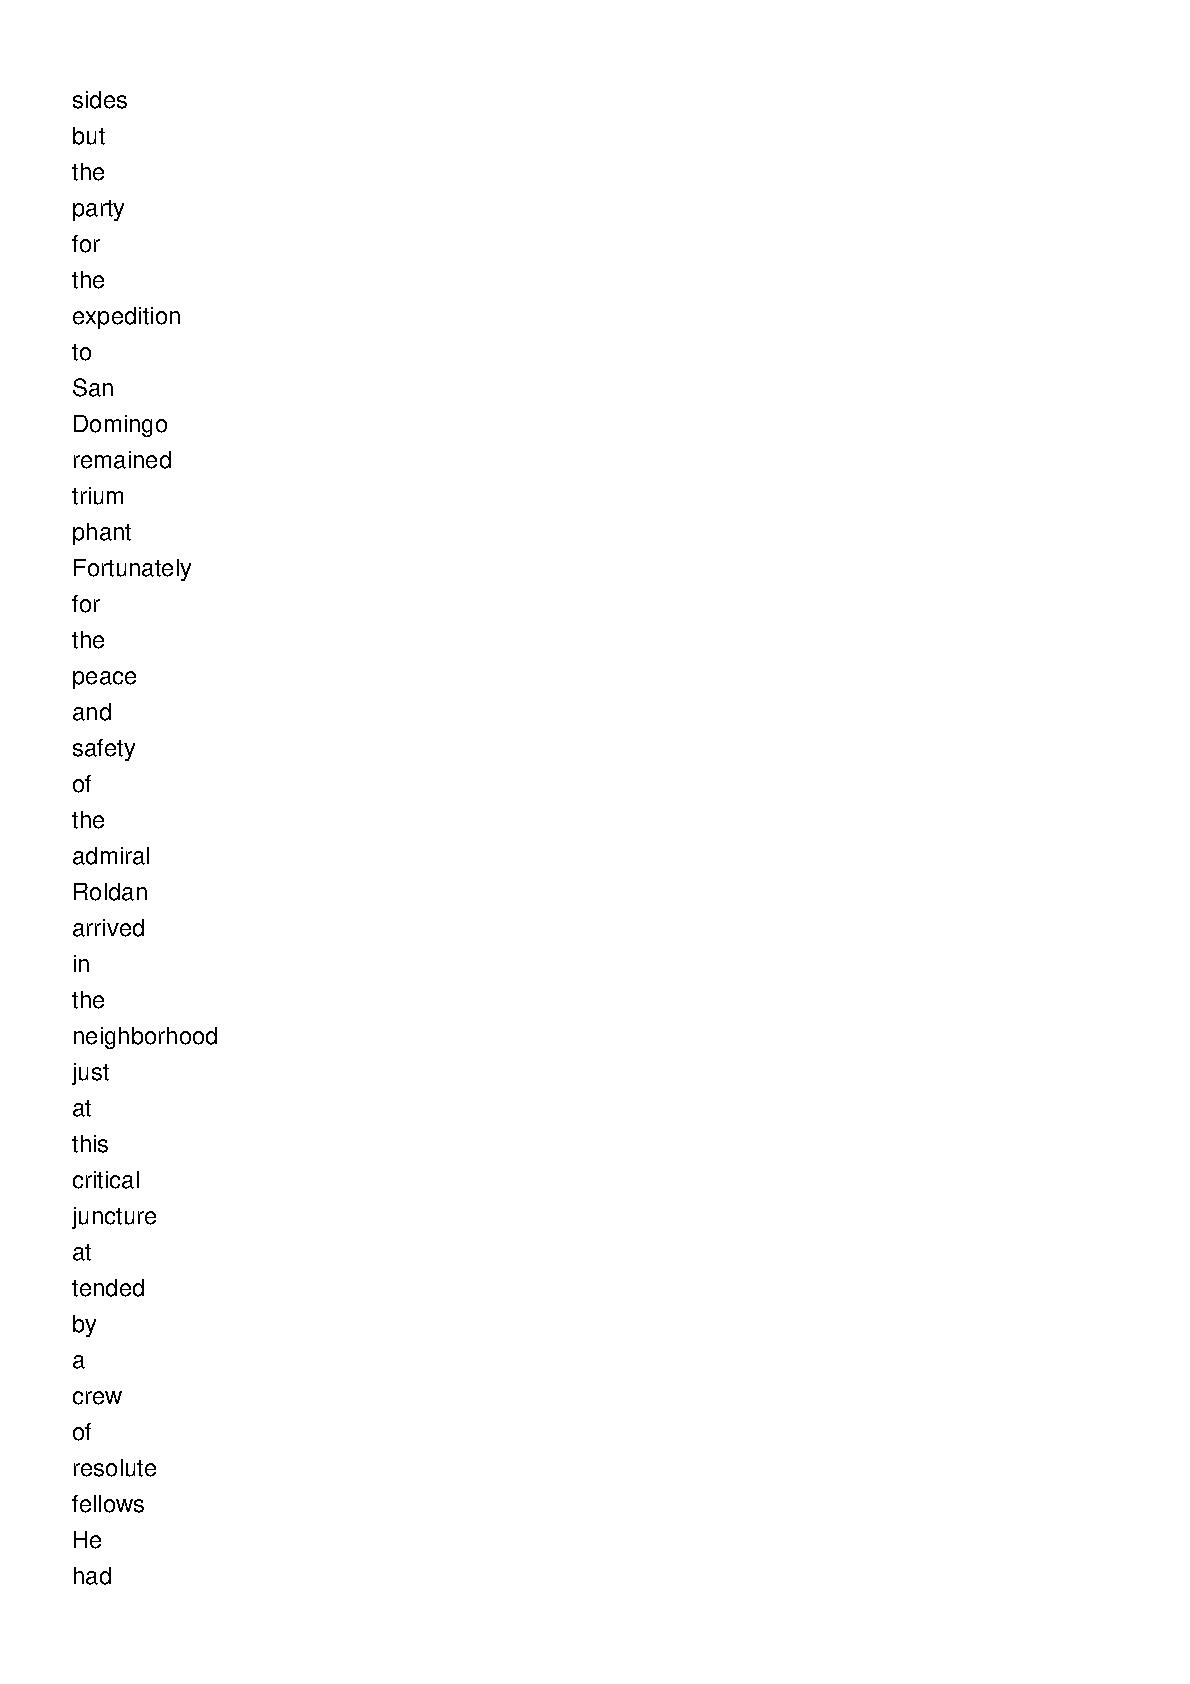 sides
but
the
party
for
the
expedition
to
San
Domingo
remained
trium
phant
Fortunately
for
the
peace
and
safety
of
the
admiral
Roldan
arrived
in
the
neighborhood
just
at
this
critical
juncture
at
tended
by
a
crew
of
resolute
fellows
He
had